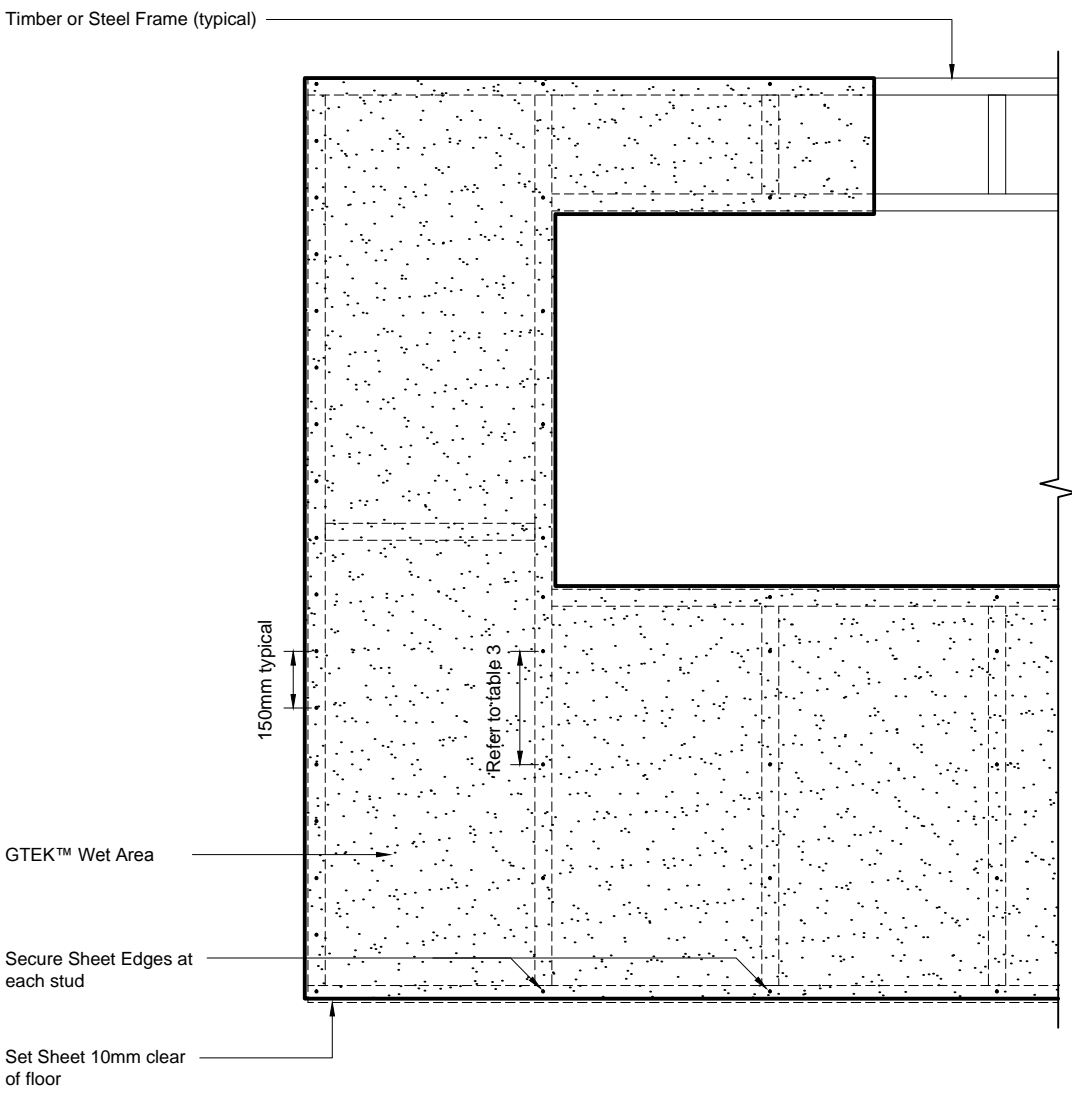 Timber or Steel Frame (typical)
150mm typical
Refer to table 3
GTEK™ Wet Area
Secure Sheet Edges at
each stud
Set Sheet 10mm clear
of floor